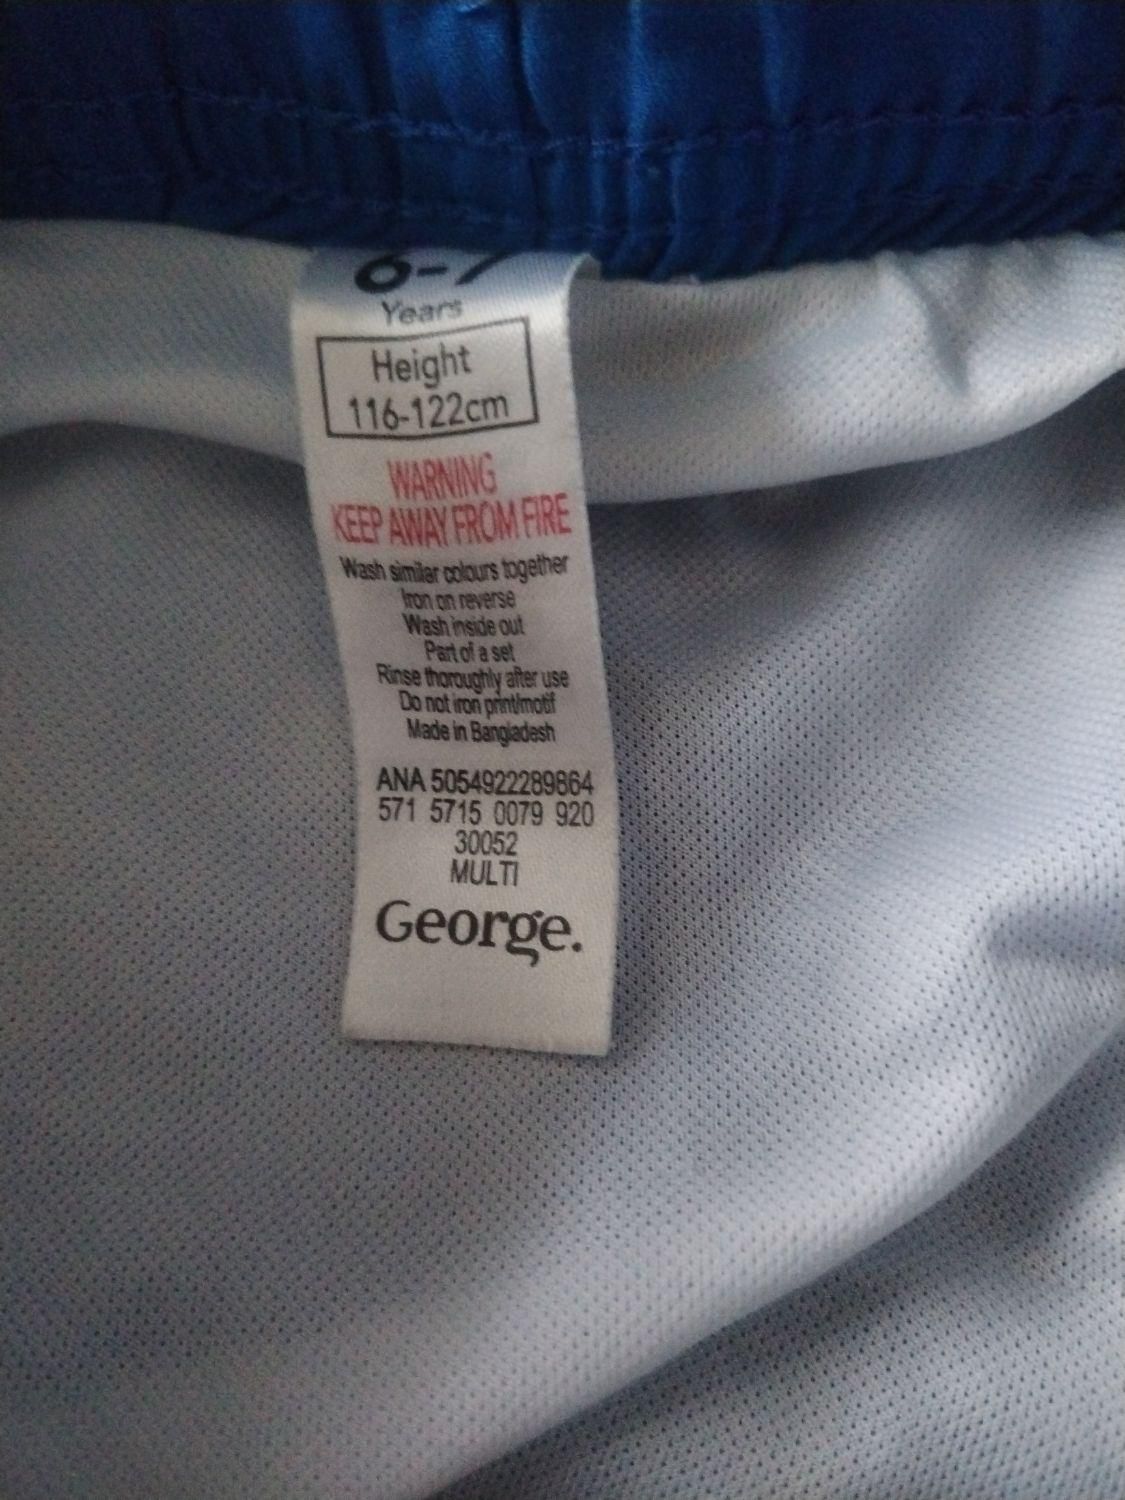 6-7
Years
Height
116-122cm
WARNING
KEEP AWAY FROM FIRE
Wash similar colours together
Iron on reverse
Wash inside out
Part of a set
Rinse thoroughly after use
Do not iron print/motif
Made in Bangladesh
ANA 5054922289864
571 5715 0079 920
30052
MULTI
George.